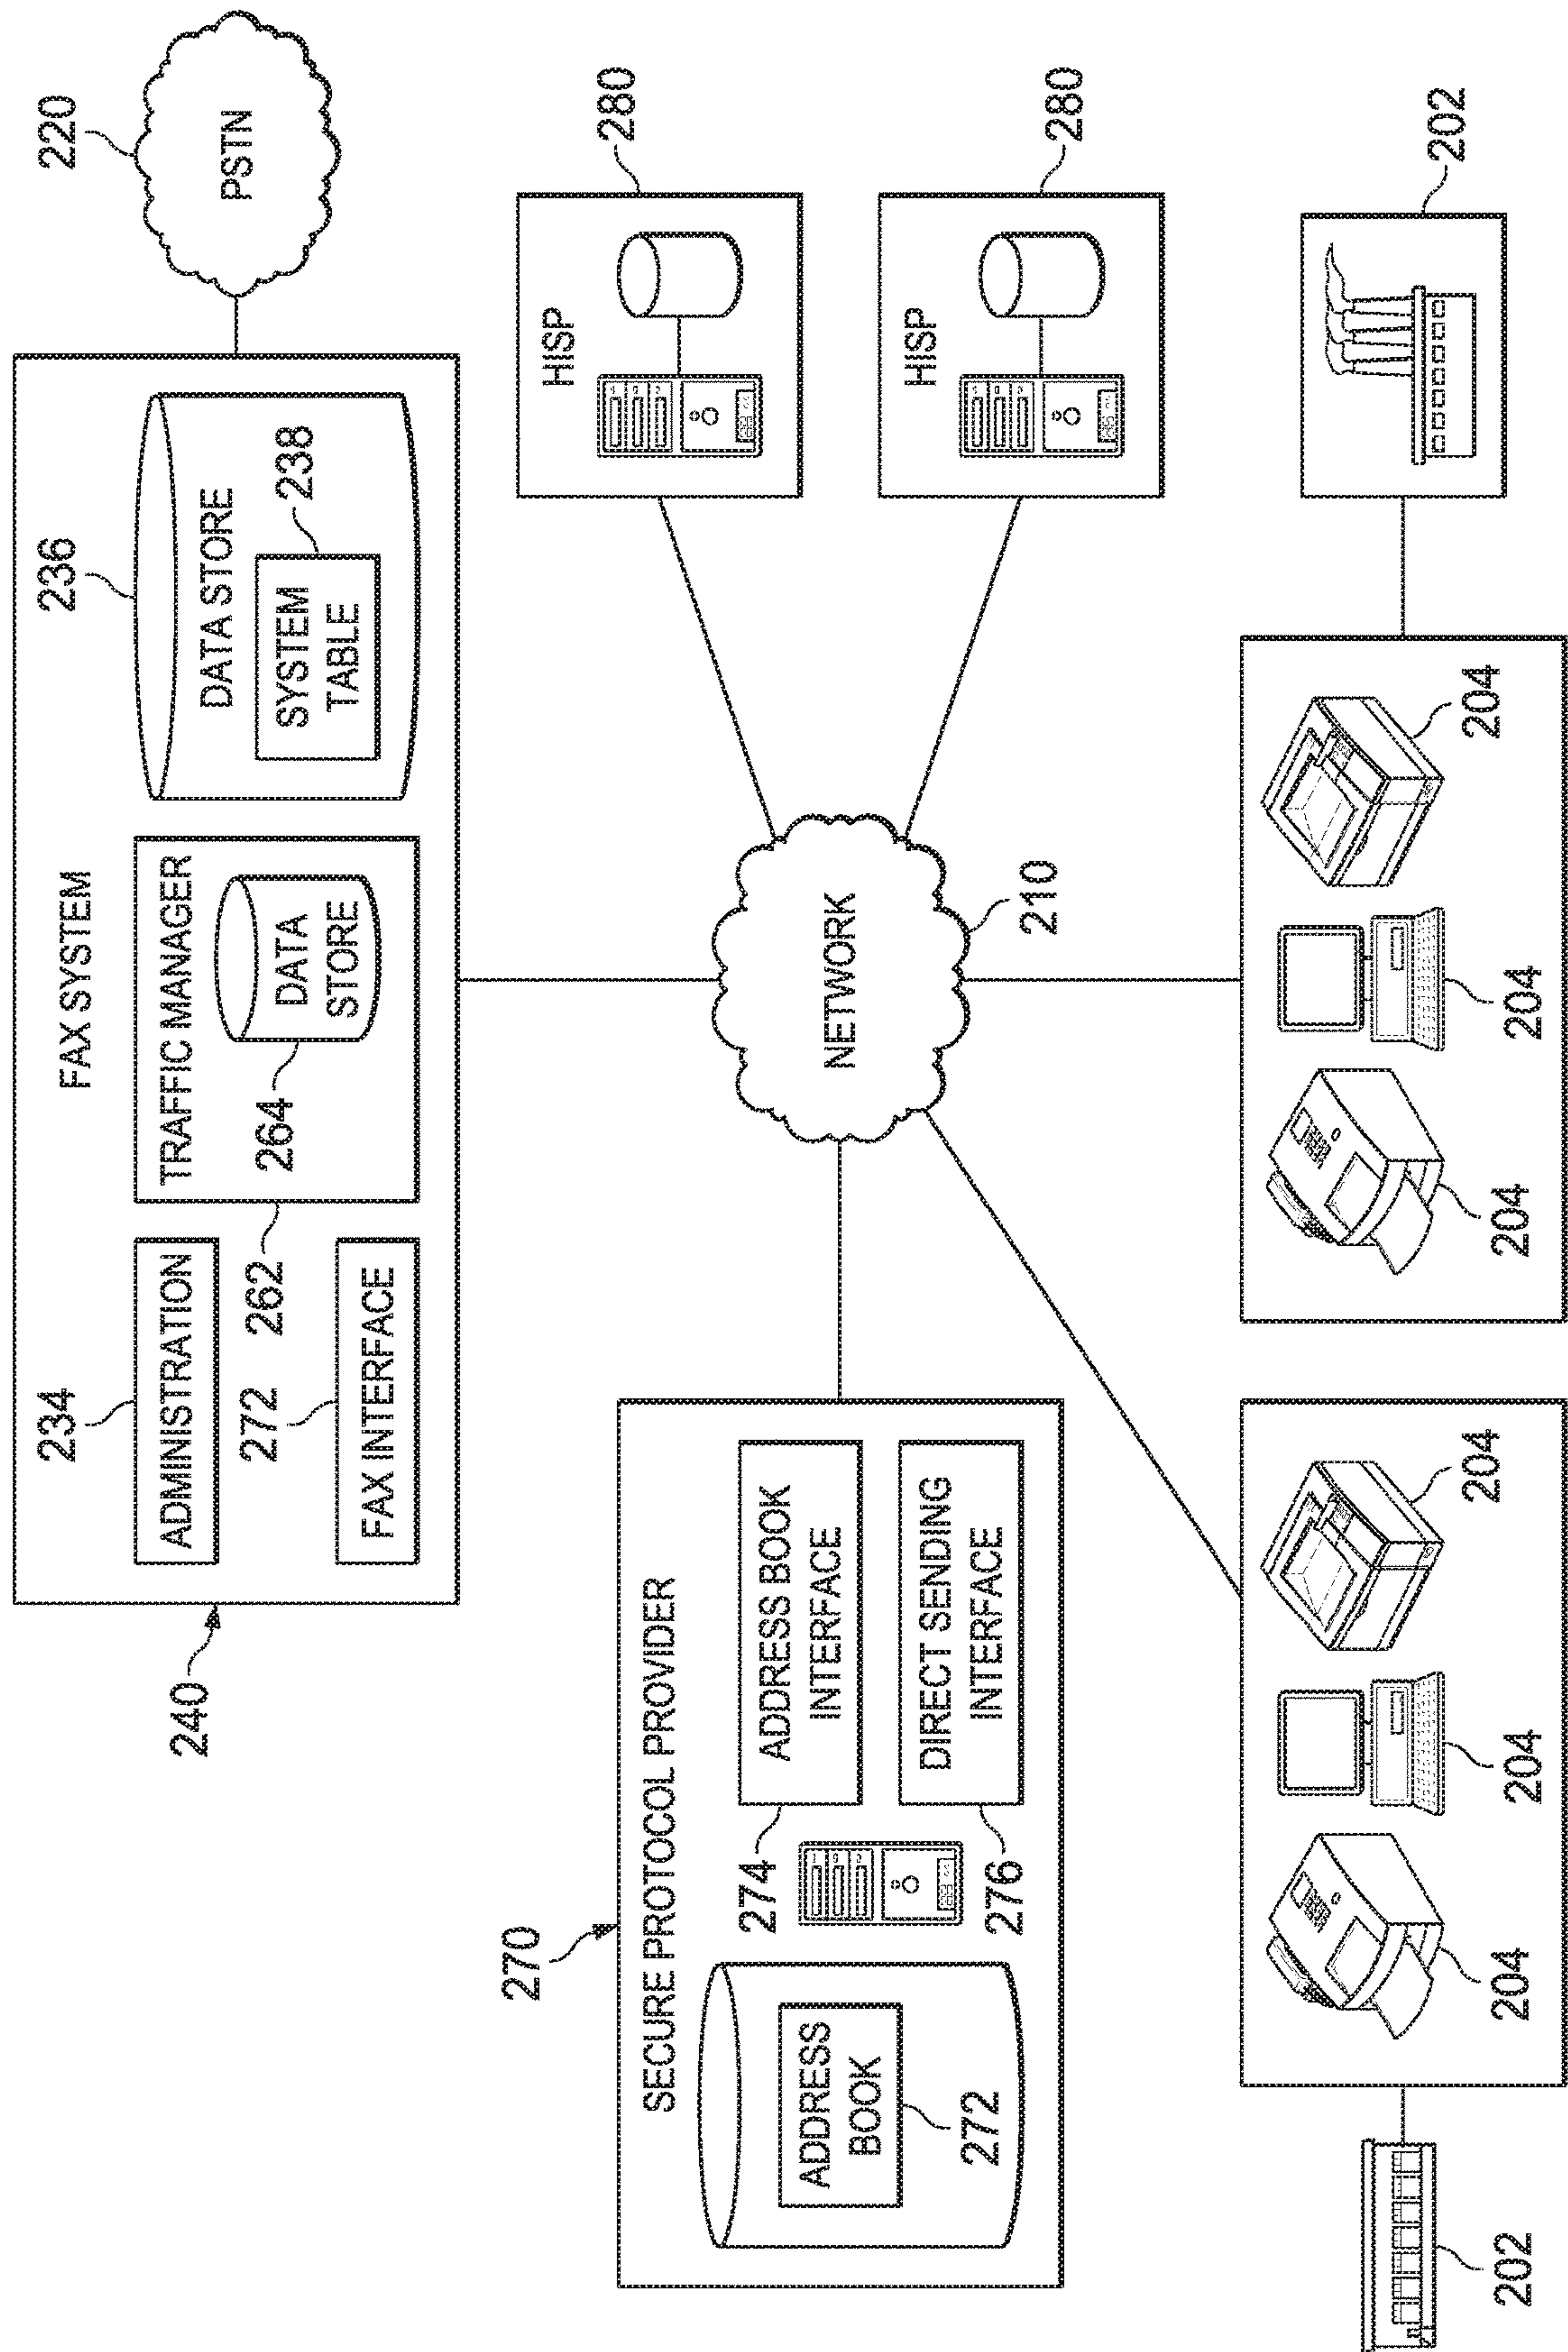 240
FAX SYSTEM
234
ADMINISTRATION
272
FAX INTERFACE
TRAFFIC MANAGER
262
264
DATA
STORE
236
DATA STORE
238
SYSTEM
TABLE
220
PSTN
270
SECURE PROTOCOL PROVIDER
ADDRESS
BOOK
272
274
ADDRESS BOOK
INTERFACE
276
DIRECT SENDING
INTERFACE
NETWORK
210
HISP
280
HISP
280
202
204
204
204
204
204
204
202